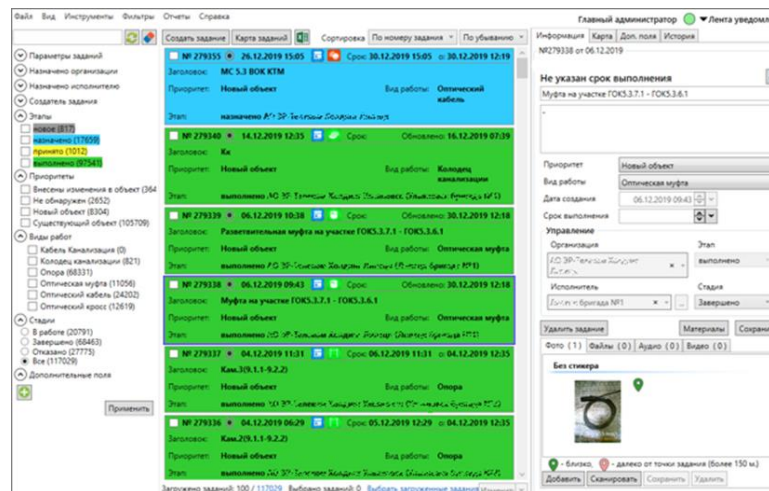 Файл Вид Инструменты Фильтры Отчеты Справка
Главный администратор Лента уведомл
Создать задание Карта заданий Сортировка По номеру задания По убыванию
Параметры заданий
Назначено организации
Назначено исполнителю
Создатель задания
Этапы
новое (817)
назначено (17659)
принято (1012)
выполнено (97541)
Приоритеты
Внесены изменения в объект (364
Не обнаружен (2652)
Новый объект (8304)
Существующий объект (105709)
Виды работ
Кабель Канализация (0)
Колодец канализации (821)
Опора (68331)
Оптическая муфта (11056)
Оптический кабель (24202)
Оптический кросс (12619)
Стадии
В работе (20791)
Завершено (68463)
Отказано (27775)
Все (117029)
Дополнительные поля
Применить
№ 279355 26.12.2019 15:05 Срок: 30.12.2019 15:05 о: 30.12.2019 12:19
Заголовок: МС 5.3 ВОК КТМ
Приоритет: Новый объект Вид работы: Оптический кабель
Этап: назначено
№ 279340 14.12.2019 12:35 Срок: Обновлено: 16.12.2019 07:39
Заголовок: Кк
Приоритет: Новый объект Вид работы: Колодец канализации
Этап: выполнено
№ 279339 06.12.2019 10:38 Срок: Обновлено: 30.12.2019 12:18
Заголовок: Разветвительная муфта на участке ГОК5.3.7.1 - ГОК5.3.6.1
Приоритет: Новый объект Вид работы: Оптическая муфта
Этап: выполнено
№ 279338 06.12.2019 09:43 Срок: Обновлено: 30.12.2019 12:18
Заголовок: Муфта на участке ГОК5.3.7.1 - ГОК5.3.6.1
Приоритет: Новый объект Вид работы: Оптическая муфта
Этап: выполнено
№ 279337 04.12.2019 11:31 Срок: 06.12.2019 11:31 о: 04.12.2019 12:35
Заголовок: Кам.3(9.1.1-9.2.2)
Приоритет: Новый объект Вид работы: Опора
Этап: выполнено
№ 279336 04.12.2019 06:29 Срок: 05.12.2019 12:29 о: 04.12.2019 12:35
Заголовок: Кам.2(9.1.1-9.2.2)
Приоритет: Новый объект Вид работы: Опора
Этап: выполнено
Загружено заданий: 100 / 117029 Выбрано заданий: 0 Выбрать загруженные задания
Информация Карта Доп. поля История
№279338 от 06.12.2019
Не указан срок выполнения
Муфта на участке ГОК5.3.7.1 - ГОК5.3.6.1
Приоритет Новый объект
Вид работы Оптическая муфта
Дата создания 06.12.2019 09:43
Срок выполнения
Управление
Организация Этап
выполнено
Исполнитель Стадия
бригада №1 Завершено
Удалить задание Материалы Сохрани
Фото (1) Файлы (0) Аудио (0) Видео (0)
Без стикера
- близко, - далеко от точки задания (более 150 м.)
Добавить Сканировать Сохранить Удалить